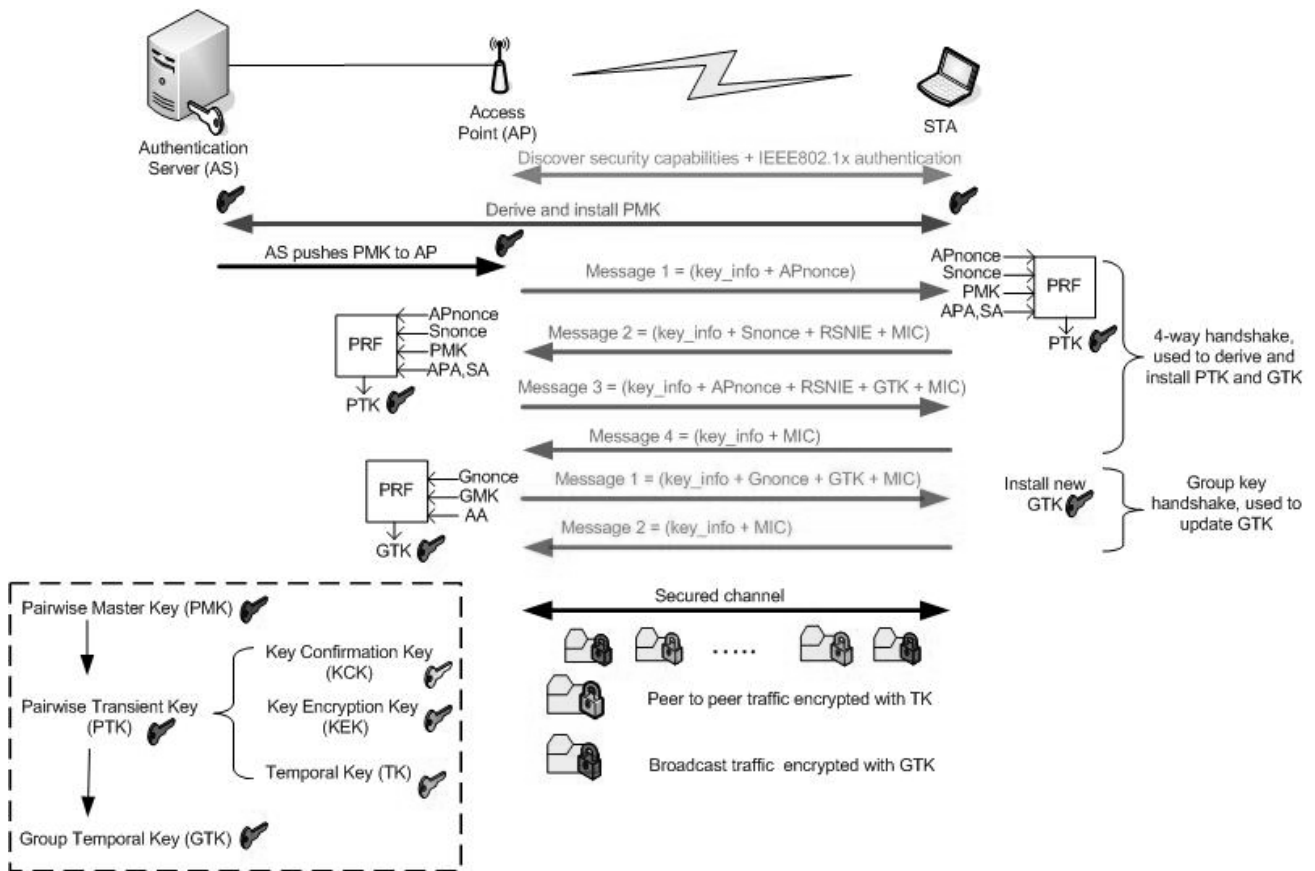 Authentication
Server (AS)
Access
Point (AP)
STA
Discover security capabilities + IEEE802.1x authentication
Derive and install PMK
AS pushes PMK to AP
Message 1 = (key_info + APnonce)
APnonce
Snonce
PMK
APA,SA
PRF
PTK
APnonce
Snonce
PMK
APA,SA
PRF
PTK
Message 2 = (key_info + Snonce + RSNIE + MIC)
4-way handshake,
used to derive and
install PTK and GTK
Message 3 = (key_info + APnonce + RSNIE + GTK + MIC)
Message 4 = (key_info + MIC)
Gnonce
GMK
AA
PRF
GTK
Message 1 = (key_info + Gnonce + GTK + MIC)
Install new
GTK
Group key
handshake, used to
update GTK
Message 2 = (key_info + MIC)
Pairwise Master Key (PMK)
Key Confirmation Key
(KCK)
Pairwise Transient Key
(PTK)
Key Encryption Key
(KEK)
Temporal Key (TK)
Group Temporal Key (GTK)
Secured channel
.....
Peer to peer traffic encrypted with TK
Broadcast traffic encrypted with GTK